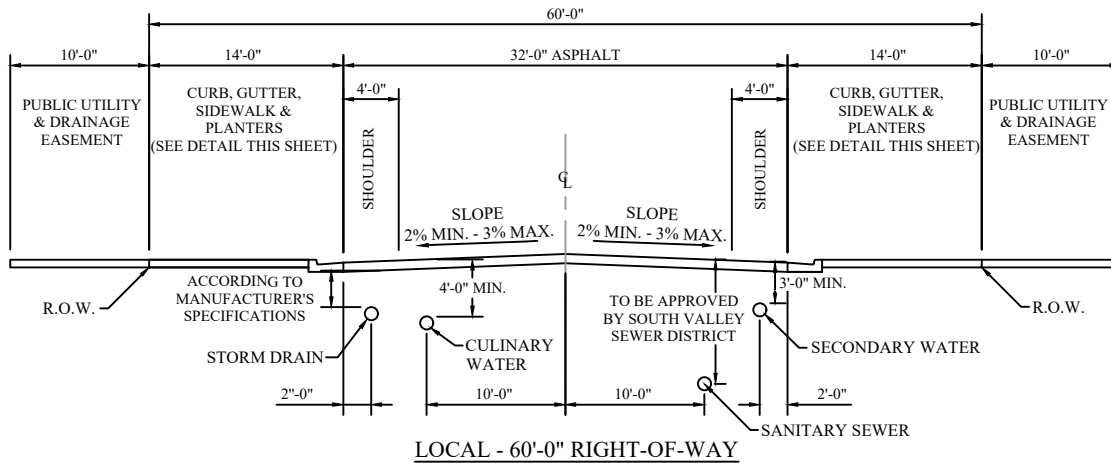 60'-0"
10'-0"
14'-0"
32'-0" ASPHALT
14'-0"
10'-0"
PUBLIC UTILITY
& DRAINAGE
EASEMENT
CURB, GUTTER,
SIDEWALK &
PLANTERS
(SEE DETAIL THIS SHEET)
4'-0"
SHOULDER
4'-0"
SHOULDER
CURB, GUTTER,
SIDEWALK &
PLANTERS
(SEE DETAIL THIS SHEET)
PUBLIC UTILITY
& DRAINAGE
EASEMENT
CL
SLOPE
2% MIN. - 3% MAX.
SLOPE
2% MIN. - 3% MAX.
R.O.W.
ACCORDING TO
MANUFACTURER'S
SPECIFICATIONS
4'-0" MIN.
TO BE APPROVED
BY SOUTH VALLEY
SEWER DISTRICT
3'-0" MIN.
R.O.W.
STORM DRAIN
CULINARY
WATER
SECONDARY WATER
2"-0"
10'-0"
10'-0"
2'-0"
SANITARY SEWER
LOCAL - 60'-0" RIGHT-OF-WAY